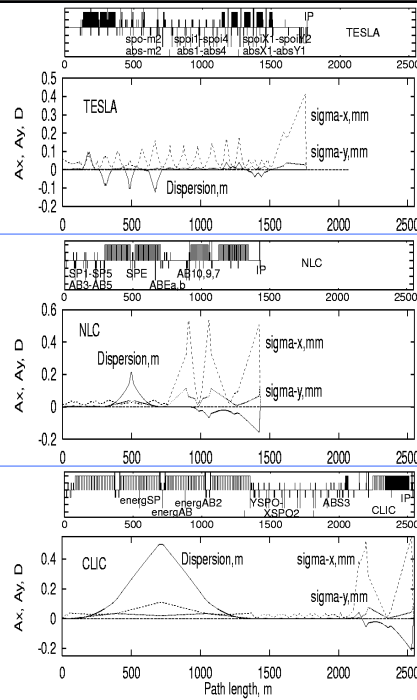 IP
spo-m2 spoi1-spoi4 spoiX1-spoiY2 TESLA
abs-m2 abs1-abs4 absX1-absY1
0 500 1000 1500 2000 2500
Ax, Ay, D
0.5
0.4
0.3
0.2
0.1
0
-0.1
0.2
TESLA
sigma-x,mm
sigma-y,mm
Dispersion,m
0 500 1000 1500 2000 2500
SP1-SP5 SPE AB10,9,7 IP NLC
AB3-AB5 ABEa,b
0 500 1000 1500 2000 2500
Ax, Ay, D
0.6
0.4
0.2
0
-0.2
NLC
sigma-x,mm
Dispersion,m
sigma-y,mm
0 500 1000 1500 2000 2500
energSP energAB2 YSPO- ABS3 IP
energAB XSPO2 CLIC
0 500 1000 1500 2000 2500
Ax, Ay, D
0.4
0.2
0
-0.2
CLIC
Dispersion,m
sigma-x,mm
sigma-y,mm
0 500 1000 1500 2000 2500
Path length, m